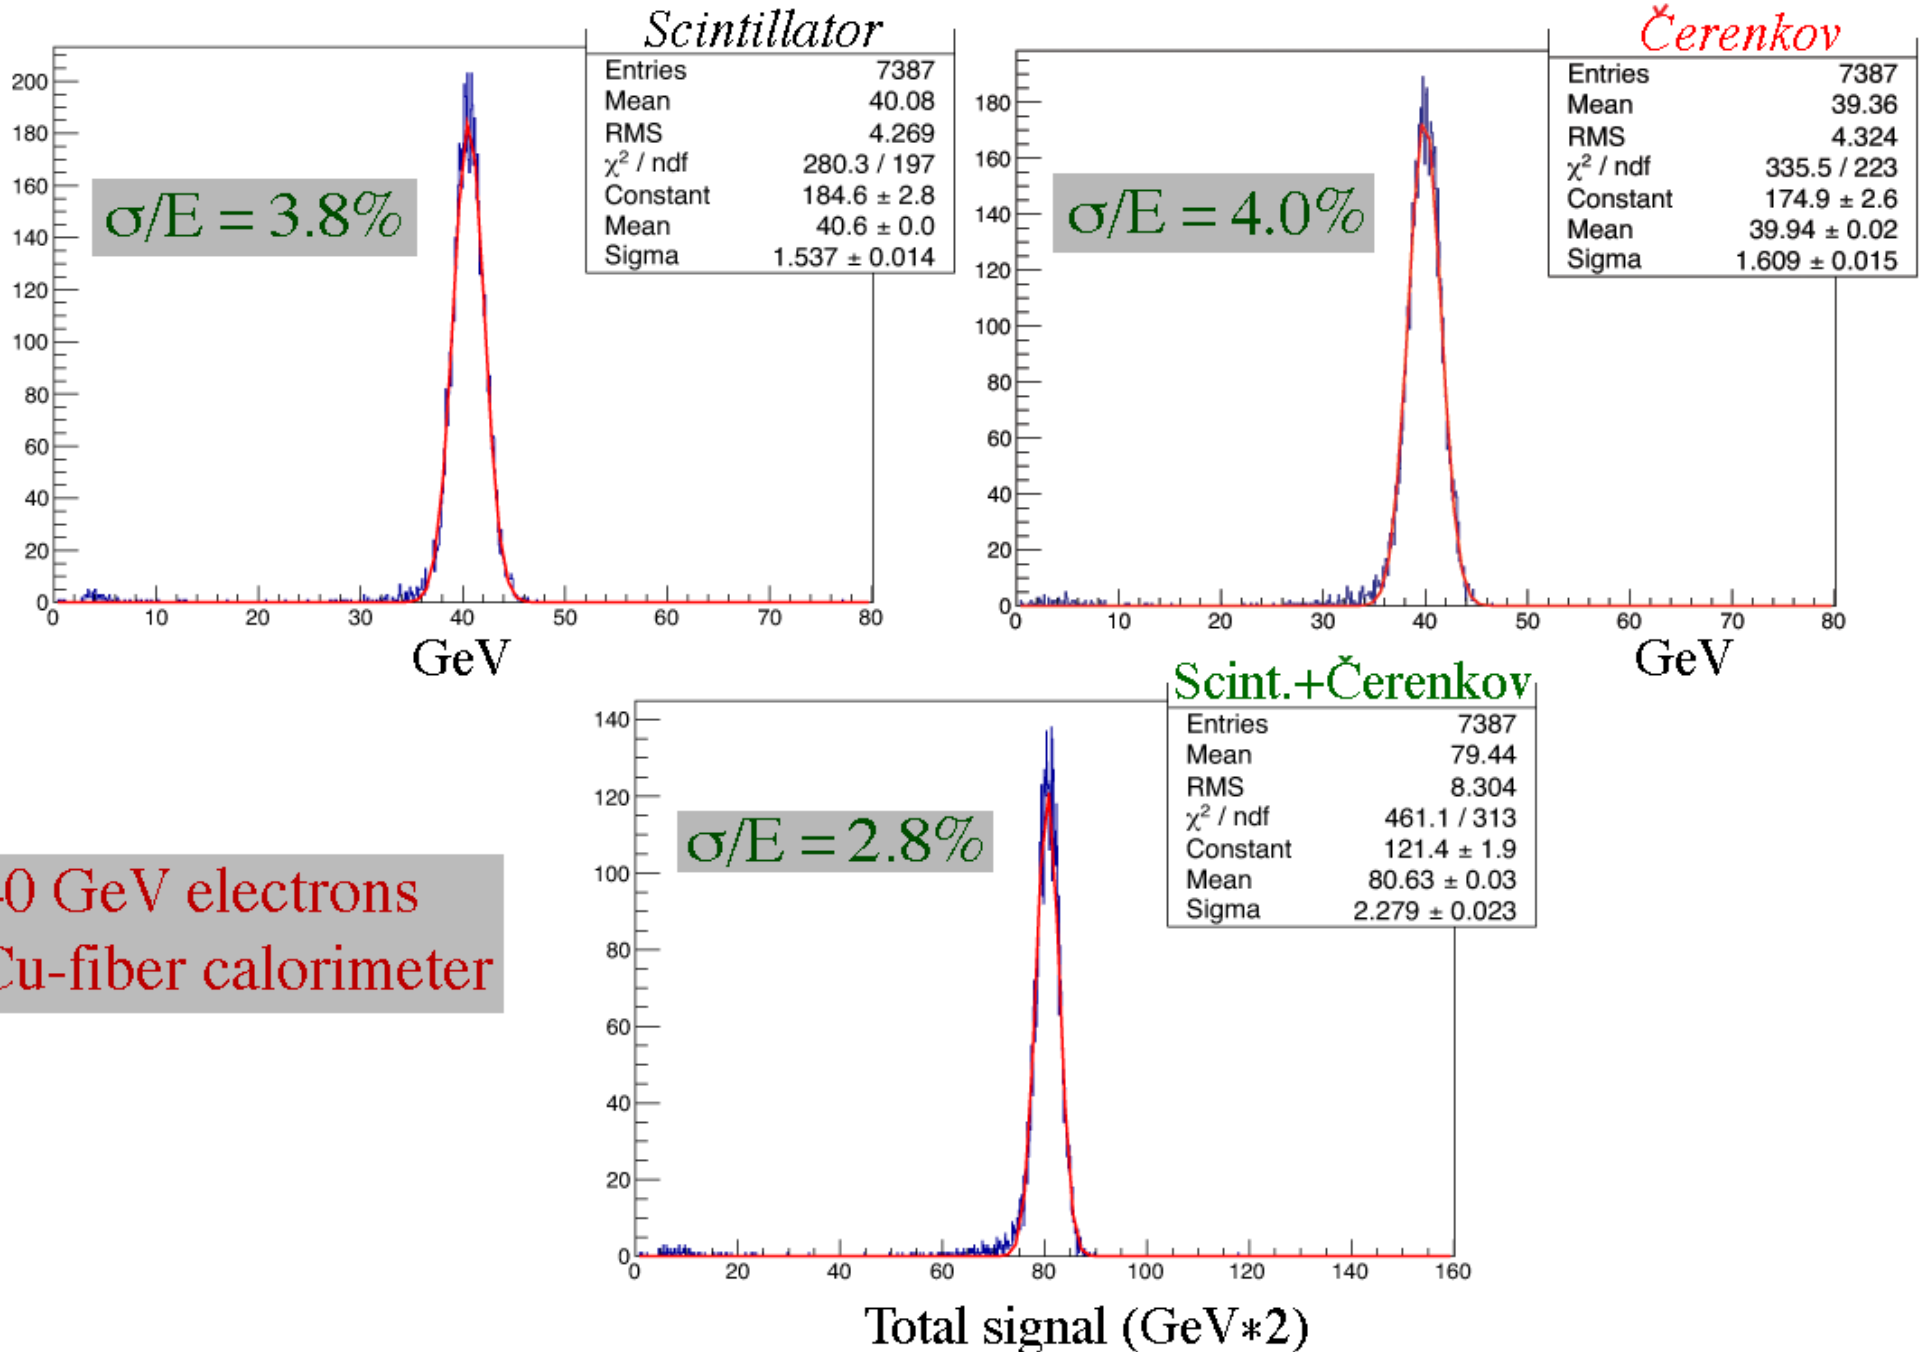 Scintillator
Entries 7387
Mean 40.08
RMS 4.269
χ² / ndf 280.3 / 197
Constant 184.6 ± 2.8
Mean 40.6 ± 0.0
Sigma 1.537 ± 0.014
σ/E = 3.8%
200
180
160
140
120
100
80
60
40
20
0
0 10 20 30 40 50 60 70 80
GeV
Čerenkov
Entries 7387
Mean 39.36
RMS 4.324
χ² / ndf 335.5 / 223
Constant 174.9 ± 2.6
Mean 39.94 ± 0.02
Sigma 1.609 ± 0.015
σ/E = 4.0%
180
160
140
120
100
80
60
40
20
0
0 10 20 30 40 50 60 70 80
GeV
Scint.+Čerenkov
Entries 7387
Mean 79.44
RMS 8.304
χ² / ndf 461.1 / 313
Constant 121.4 ± 1.9
Mean 80.63 ± 0.03
Sigma 2.279 ± 0.023
σ/E = 2.8%
140
120
100
80
60
40
20
0
0 20 40 60 80 100 120 140 160
Total signal (GeV*2)
40 GeV electrons
Cu-fiber calorimeter